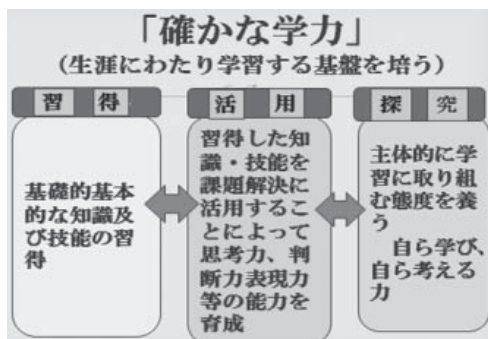 「確かな学力」
（生涯にわたり学習する基盤を培う）
習 得
基礎的基本
的な知識及
び技能の習
得
活 用
習得した知
識・技能を
課題解決に
活用するこ
とによって
思考力、判
断力表現力
等の能力を
育成
探 究
主体的に学
習に取り組
む態度を養
う
自ら学び、
自ら考える
力